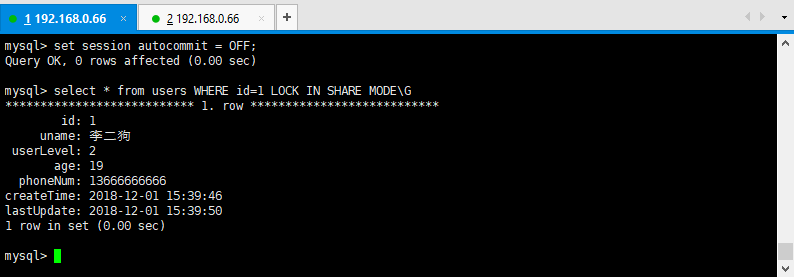 1 192.168.0.66 × 2 192.168.0.66 × +
mysql> set session autocommit = OFF;
Query OK, 0 rows affected (0.00 sec)
mysql> select * from users WHERE id=1 LOCK IN SHARE MODE\G
*************************** 1. row ***************************
id: 1
uname: 李二狗
userLevel: 2
age: 19
phoneNum: 13666666666
createTime: 2018-12-01 15:39:46
lastUpdate: 2018-12-01 15:39:50
1 row in set (0.00 sec)
mysql>